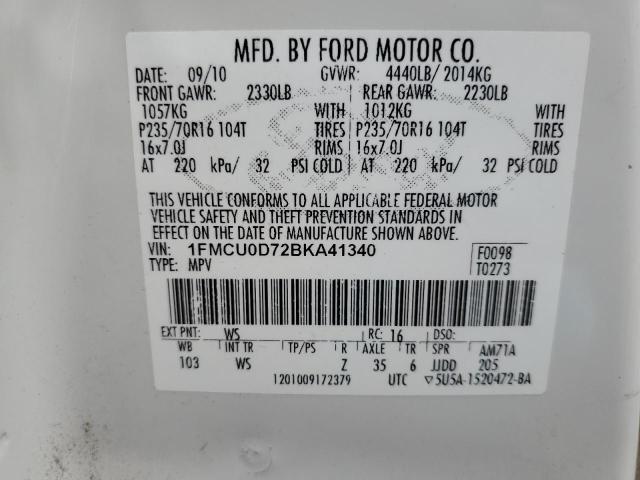 MFD. BY FORD MOTOR CO.
DATE: 09/10 GVWR: 4440LB/ 2014KG
FRONT GAWR: 2330LB REAR GAWR: 2230LB
1057KG WITH 1012KG WITH
P235/70R16 104T TIRES P235/70R16 104T TIRES
16x7.0J RIMS 16x7.0J RIMS
AT 220 kPa/ 32 PSI COLD AT 220 kPa/ 32 PSI COLD
THIS VEHICLE CONFORMS TO ALL APPLICABLE FEDERAL MOTOR
VEHICLE SAFETY AND THEFT PREVENTION STANDARDS IN
EFFECT ON THE DATE OF MANUFACTURE SHOWN ABOVE.
VIN: 1FMCU0D72BKA41340 F0098
TYPE: MPV T0273
EXT PNT: WS RC: 16 DSO:
WB INT TR TP/PS R AXLE TR SPR AM71A
103 WS Z 35 6 JJDD 205
1201009172379 UTC ▽5U5A-1520472-BA